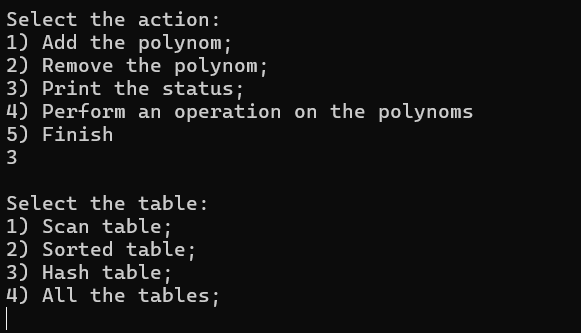 Select the action:
1) Add the polynom;
2) Remove the polynom;
3) Print the status;
4) Perform an operation on the polynoms
5) Finish
3
Select the table:
1) Scan table;
2) Sorted table;
3) Hash table;
4) All the tables;